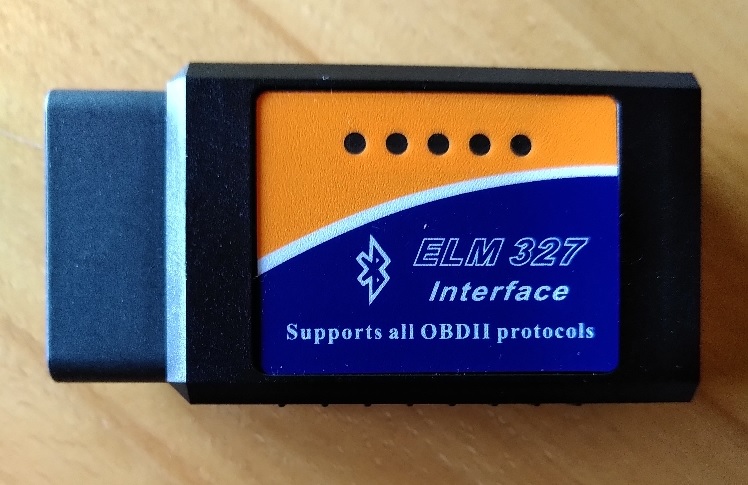 ELM 327
Interface
Supports all OBDII protocols